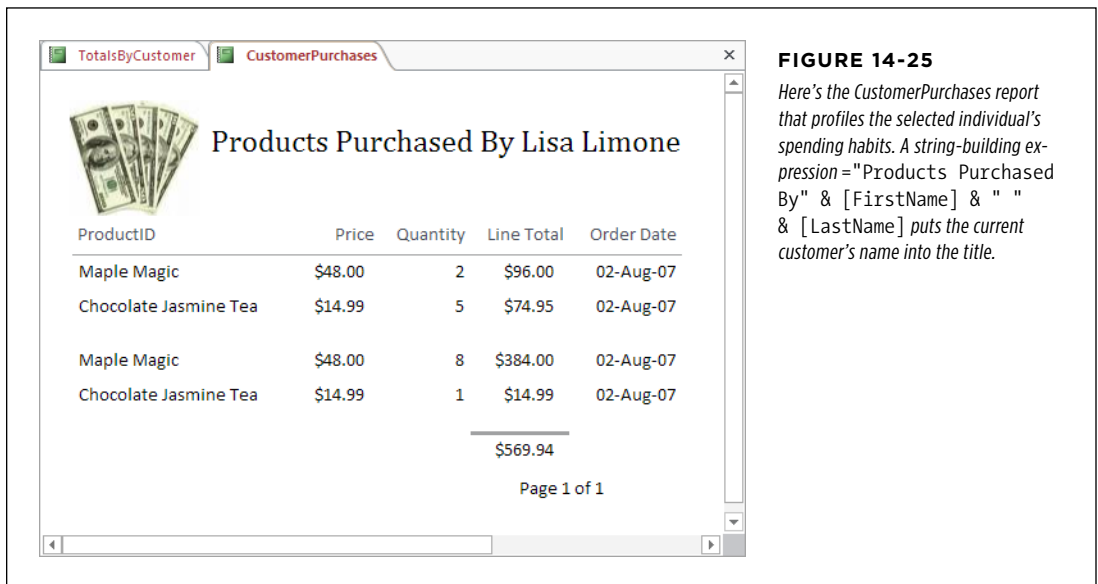 TotalsByCustomer CustomerPurchases
Products Purchased By Lisa Limone
ProductID Price Quantity Line Total Order Date
Maple Magic $48.00 2 $96.00 02-Aug-07
Chocolate Jasmine Tea $14.99 5 $74.95 02-Aug-07
Maple Magic $48.00 8 $384.00 02-Aug-07
Chocolate Jasmine Tea $14.99 1 $14.99 02-Aug-07
$569.94
Page 1 of 1
FIGURE 14-25
Here's the CustomerPurchases report
that profiles the selected individual's
spending habits. A string-building ex-
pression ="Products Purchased
By" & [FirstName] & " "
& [LastName] puts the current
customer's name into the title.